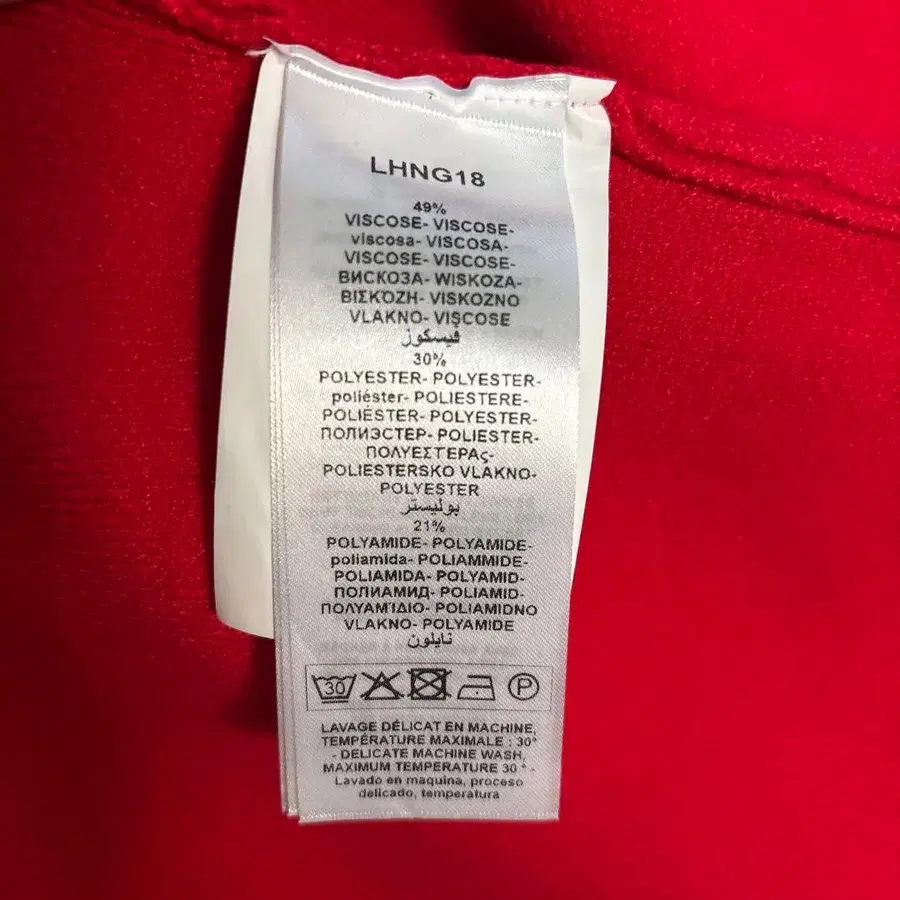 LHNG18
49%
VISCOSE- VISCOSE-
viscosa- VISCOSA-
VISCOSE- VISCOSE-
ВИСКОЗА- WISKOZA-
ΒΙΣΚΌΖΗ- VISKOZNO
VLAKNO- VISCOSE
فيسكوز
30%
POLYESTER- POLYESTER-
poliéster- POLIESTERE-
POLIÉSTER- POLYESTER-
ПОЛИЭСТЕР- POLIESTER-
ΠΟΛΥΕΣΤΕΡΑς-
POLIESTERSKO VLAKNO-
POLYESTER
بوليستر
21%
POLYAMIDE- POLYAMIDE-
poliamida- POLIAMMIDE-
POLIAMIDA- POLYAMID-
ПОЛИАМИД- POLIAMID-
ΠΟΛΥΑΜΊΔΙΟ- POLIAMIDNO
VLAKNO- POLYAMIDE
نايلون
30 P
LAVAGE DÉLICAT EN MACHINE,
TEMPÉRATURE MAXIMALE : 30°
- DELICATE MACHINE WASH,
MAXIMUM TEMPERATURE 30 ° -
Lavado en maquina, proceso
delicado, temperatura